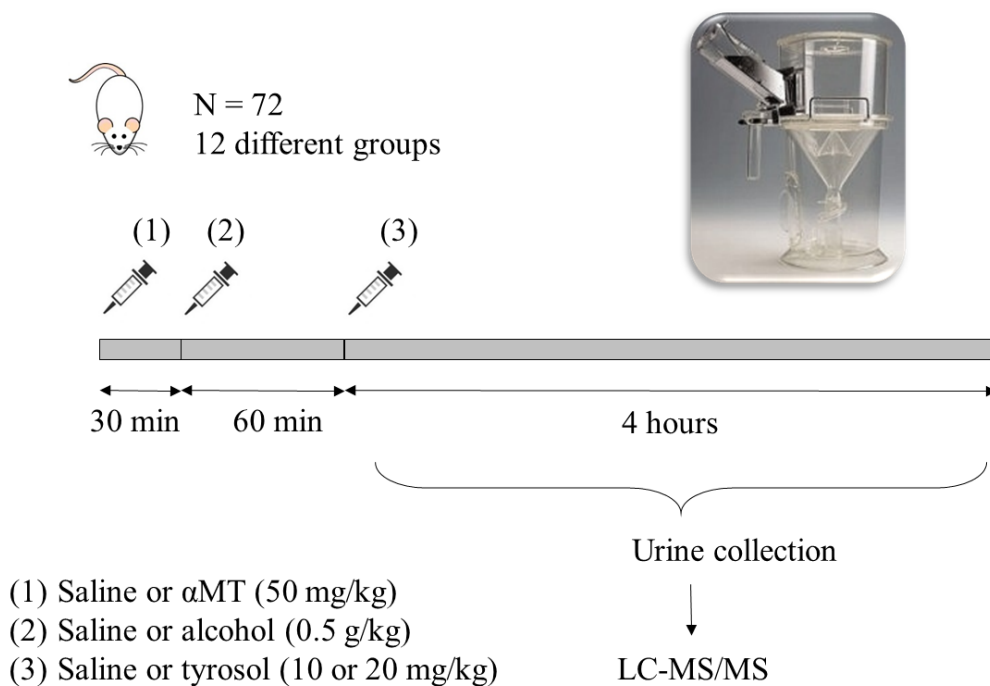 N = 72
12 different groups
(1) (2) (3)
30 min 60 min 4 hours
Urine collection
(1) Saline or αMT (50 mg/kg)
(2) Saline or alcohol (0.5 g/kg)
(3) Saline or tyrosol (10 or 20 mg/kg)
LC-MS/MS